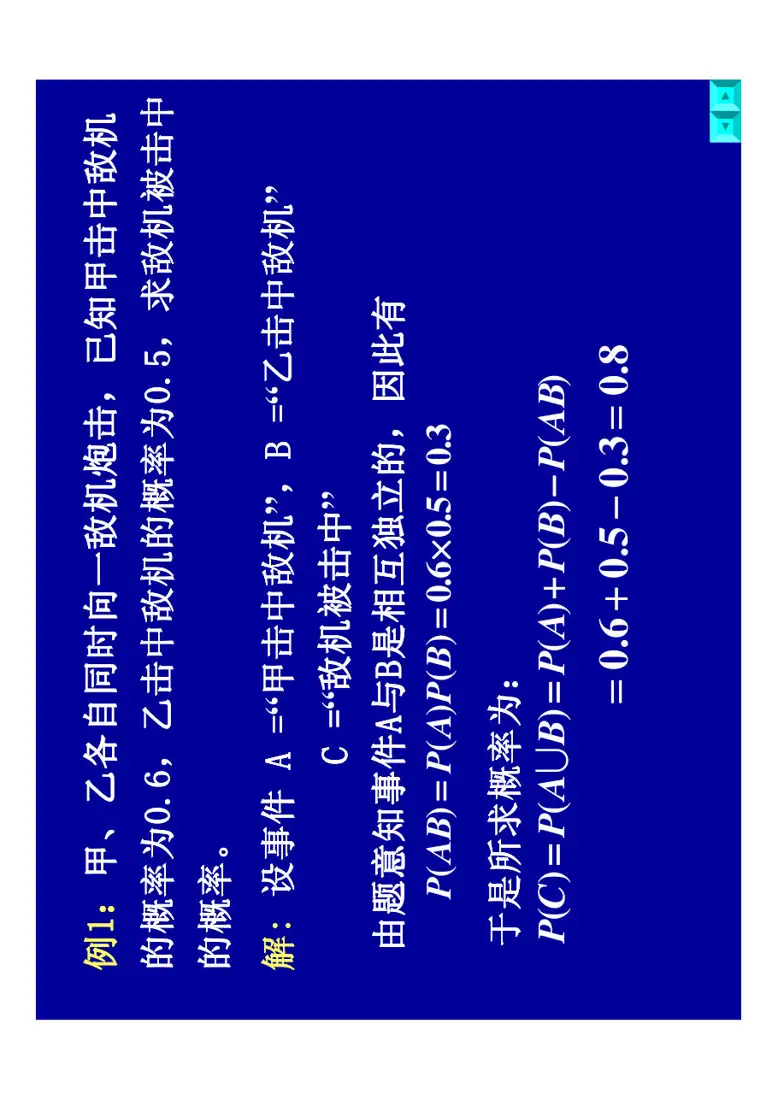 例1：甲、乙各自同时向一敌机炮击，已知甲击中敌机
的概率为0.6，乙击中敌机的概率为0.5，求敌机被击中
的概率。
解：设事件 A =“甲击中敌机”，B =“乙击中敌机”
C =“敌机被击中”
由题意知事件A与B是相互独立的，因此有
P(AB)=P(A)P(B)=0.6×0.5=0.3
于是所求概率为：
P(C)=P(A∪B)=P(A)+P(B)−P(AB)
=0.6+0.5−0.3=0.8